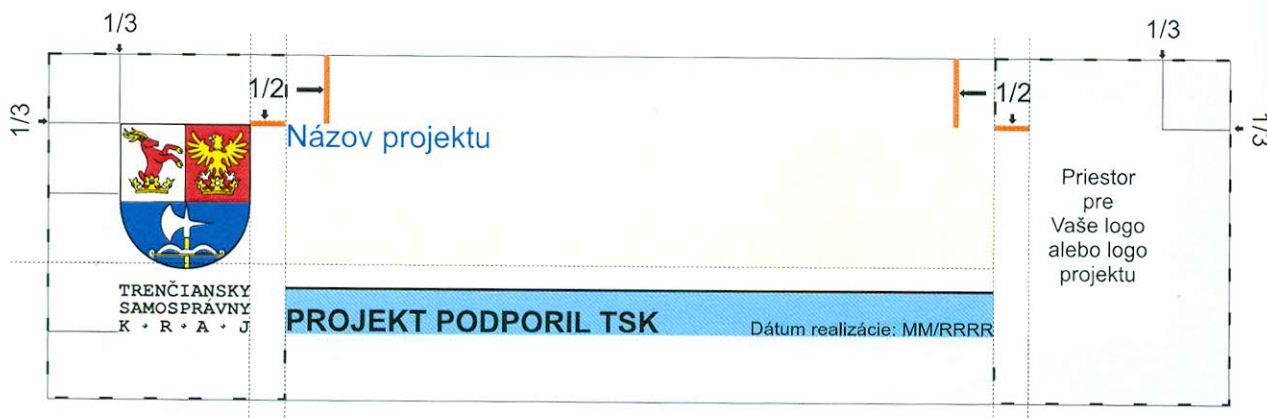 1/3
1/3
1/3
1/2
1/2
1/3
Názov projektu
Priestor
pre
Vaše logo
alebo logo
projektu
TRENČIANSKY
SAMOSPRÁVNY
K · R · A · J
PROJEKT PODPORIL TSK
Dátum realizácie: MM/RRRR